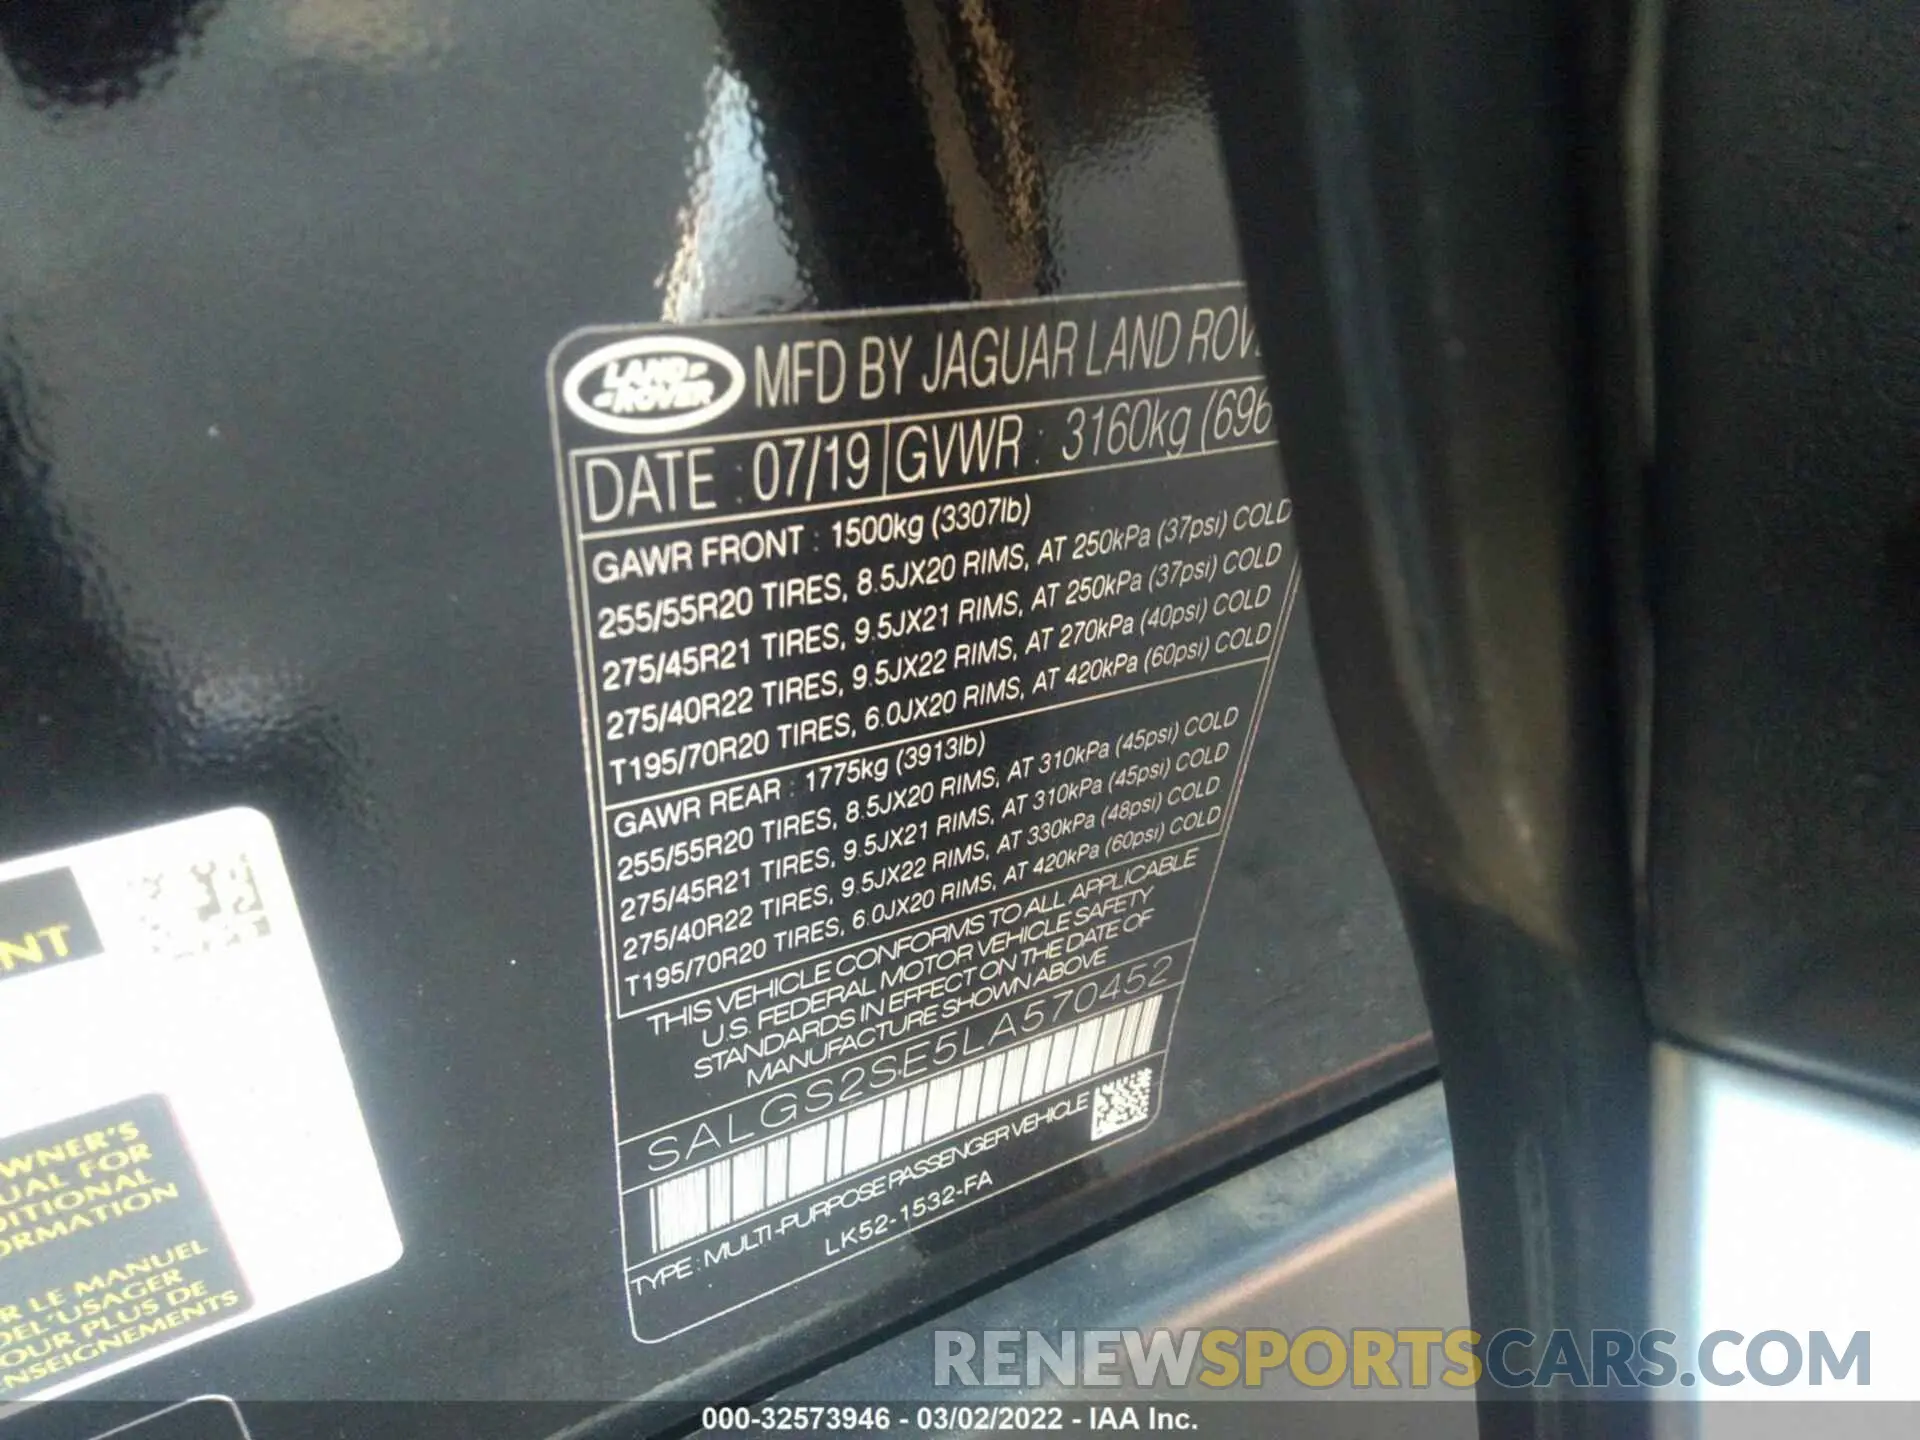 LAND
ROVER
MFD BY JAGUAR LAND ROV
DATE : 07/19 GVWR : 3160kg (696
GAWR FRONT : 1500kg (3307lb)
255/55R20 TIRES, 8.5JX20 RIMS, AT 250kPa (37psi) COLD
275/45R21 TIRES, 9.5JX21 RIMS, AT 250kPa (37psi) COLD
275/40R22 TIRES, 9.5JX22 RIMS, AT 270kPa (40psi) COLD
T195/70R20 TIRES, 6.0JX20 RIMS, AT 420kPa (60psi) COLD
GAWR REAR : 1775kg (3913lb)
255/55R20 TIRES, 8.5JX20 RIMS, AT 310kPa (45psi) COLD
275/45R21 TIRES, 9.5JX21 RIMS, AT 310kPa (45psi) COLD
275/40R22 TIRES, 9.5JX22 RIMS, AT 330kPa (48psi) COLD
T195/70R20 TIRES, 6.0JX20 RIMS, AT 420kPa (60psi) COLD
THIS VEHICLE CONFORMS TO ALL APPLICABLE
U.S. FEDERAL MOTOR VEHICLE SAFETY
STANDARDS IN EFFECT ON THE DATE OF
MANUFACTURE SHOWN ABOVE
SALGS2SE5LA570452
TYPE : MULTI-PURPOSE PASSENGER VEHICLE
LK52-1532-FA
NT
WNER'S
UAL FOR
DITIONAL
ORMATION
R LE MANUEL
DEL'USAGER
OUR PLUS DE
ENSEIGNEMENTS
RENEWSPORTSCARS.COM
000-32573946 - 03/02/2022 - IAA Inc.